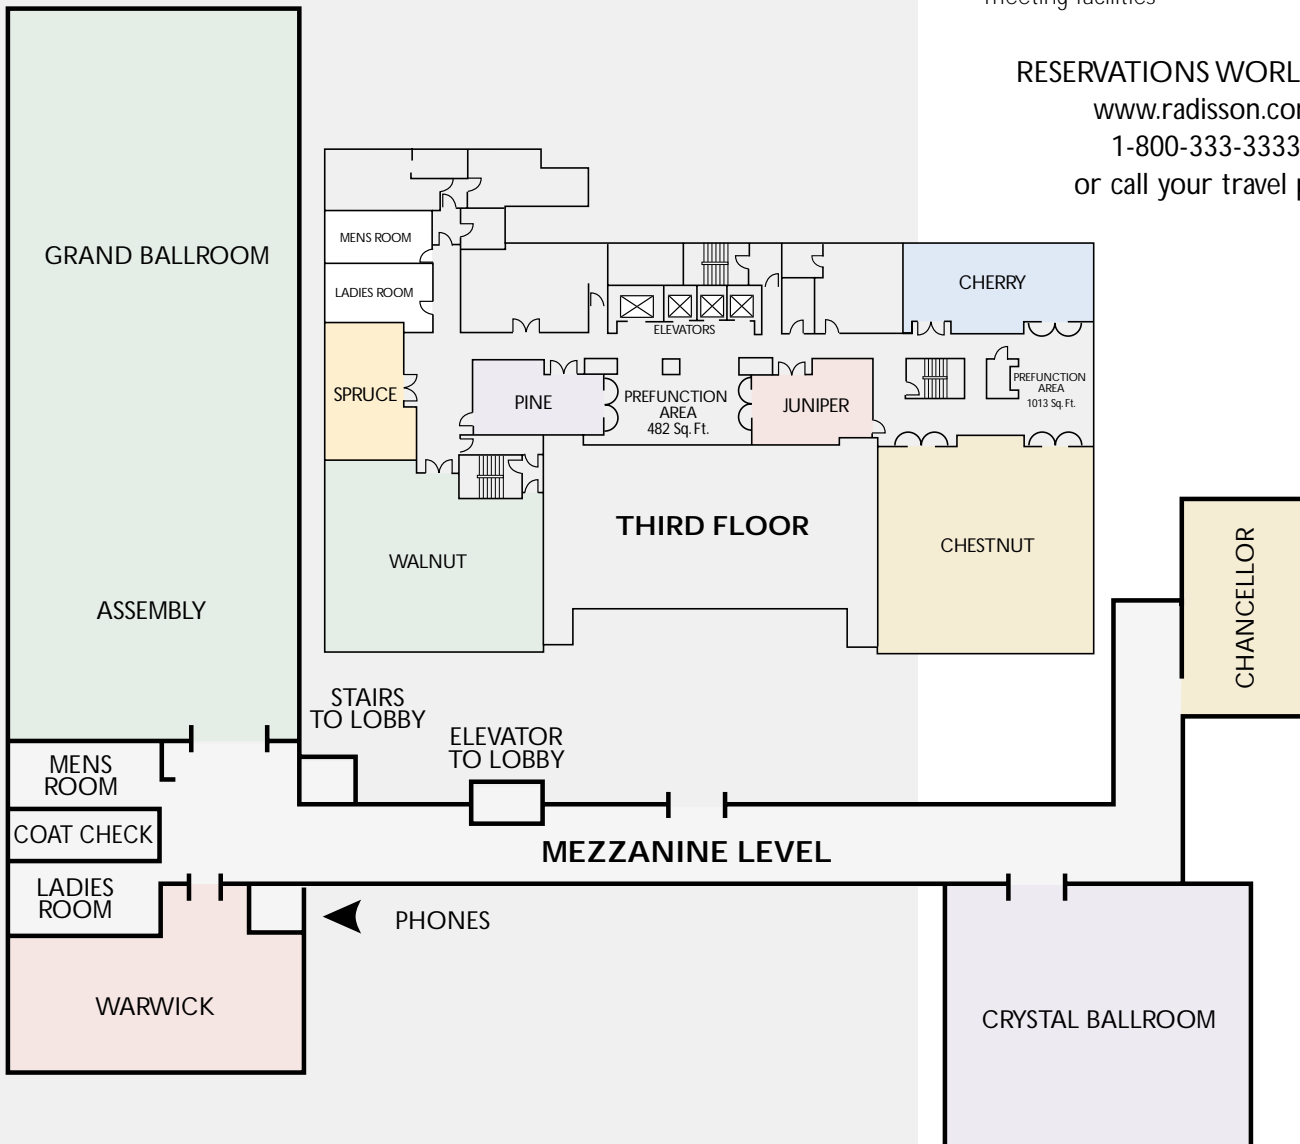 meeting facilities
RESERVATIONS WORL
www.radisson.co
1-800-333-3333
or call your travel
GRAND BALLROOM
ASSEMBLY
MENS ROOM
LADIES ROOM
SPRUCE
WALNUT
PINE
ELEVATORS
PREFUNCTION
AREA
482 Sq. Ft.
JUNIPER
CHERRY
PREFUNCTION
AREA
1013 Sq. Ft.
CHESTNUT
THIRD FLOOR
CHANCELLOR
STAIRS
TO LOBBY
ELEVATOR
TO LOBBY
MENS
ROOM
COAT CHECK
LADIES
ROOM
MEZZANINE LEVEL
PHONES
WARWICK
CRYSTAL BALLROOM